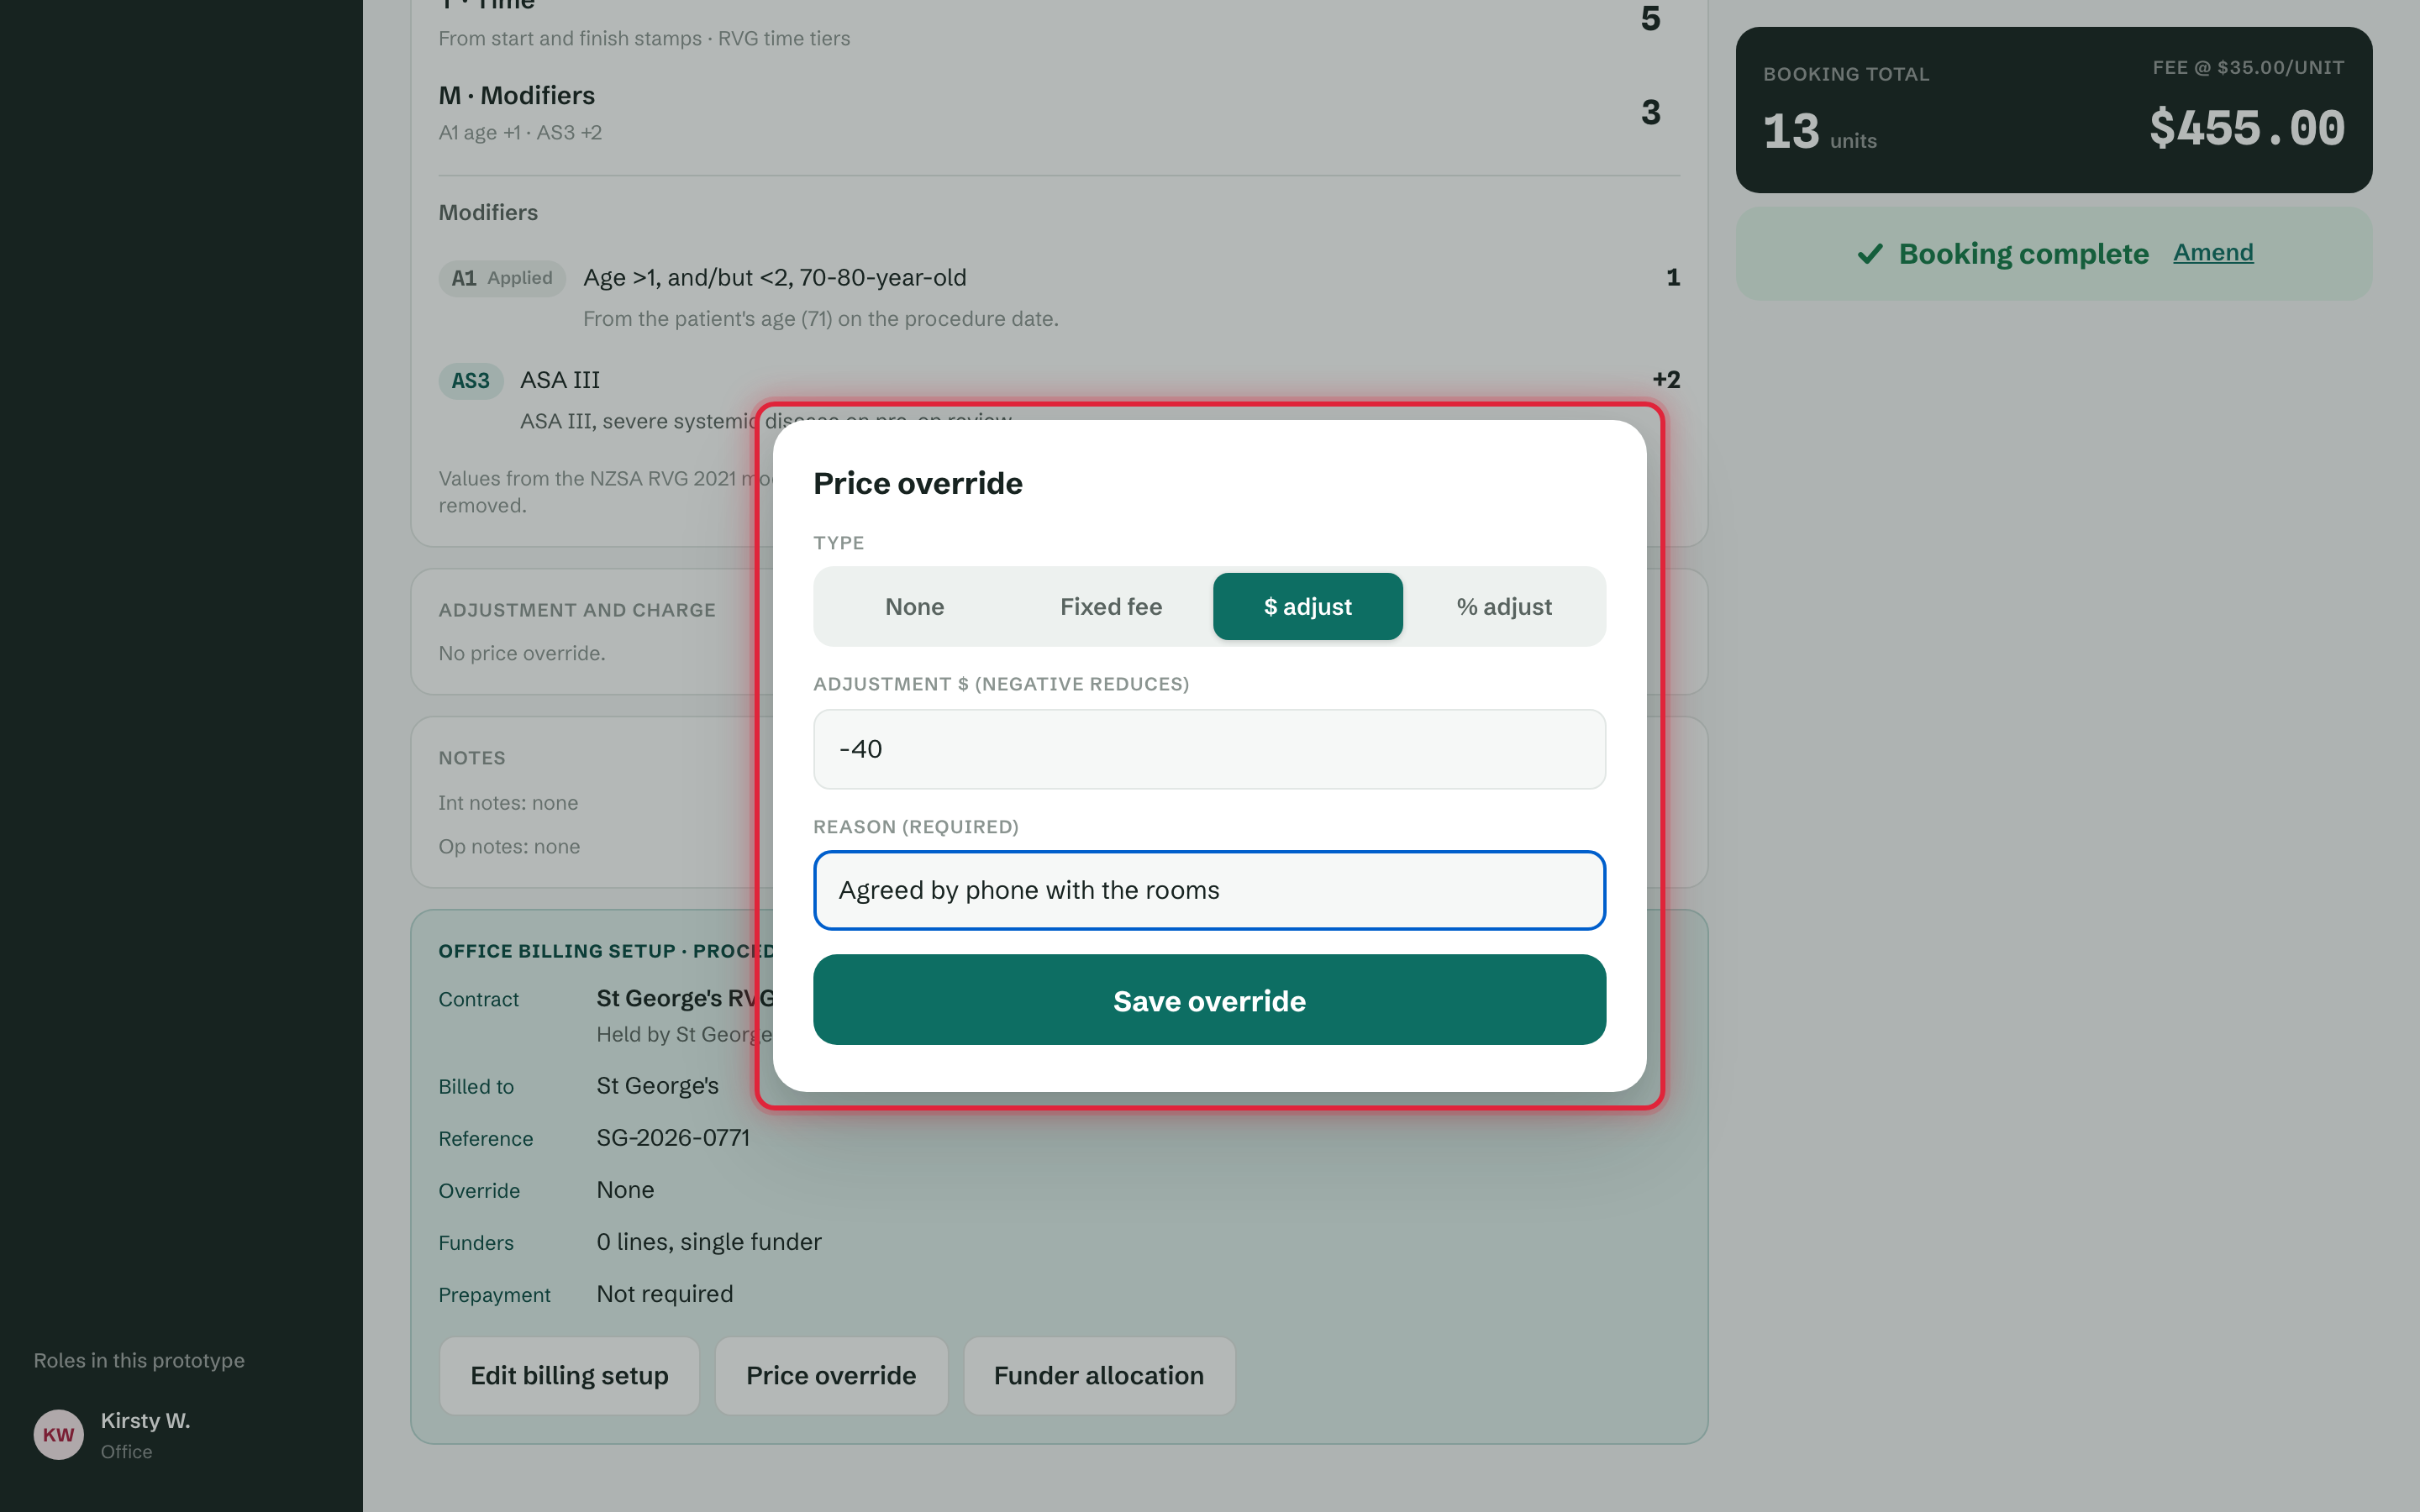 T · Time
5
From start and finish stamps · RVG time tiers
M · Modifiers
3
A1 age +1 · AS3 +2
Modifiers
A1 Applied Age >1, and/but <2, 70-80-year-old 1
From the patient's age (71) on the procedure date.
AS3 ASA III +2
ASA III, severe systemic disease on pre-op review
Values from the NZSA RVG 2021
removed.
ADJUSTMENT AND CHARGE
No price override.
NOTES
Int notes: none
Op notes: none
OFFICE BILLING SETUP ·
Contract St George's RVG
Held by St George
Billed to St George's
Reference SG-2026-0771
Override None
Funders 0 lines, single funder
Prepayment Not required
Edit billing setup Price override Funder allocation
Price override
TYPE
None Fixed fee $ adjust % adjust
ADJUSTMENT $ (NEGATIVE REDUCES)
-40
REASON (REQUIRED)
Agreed by phone with the rooms
Save override
BOOKING TOTAL FEE @ $35.00/UNIT
13 units $455.00
✓ Booking complete Amend
Roles in this prototype
KW Kirsty W.
Office